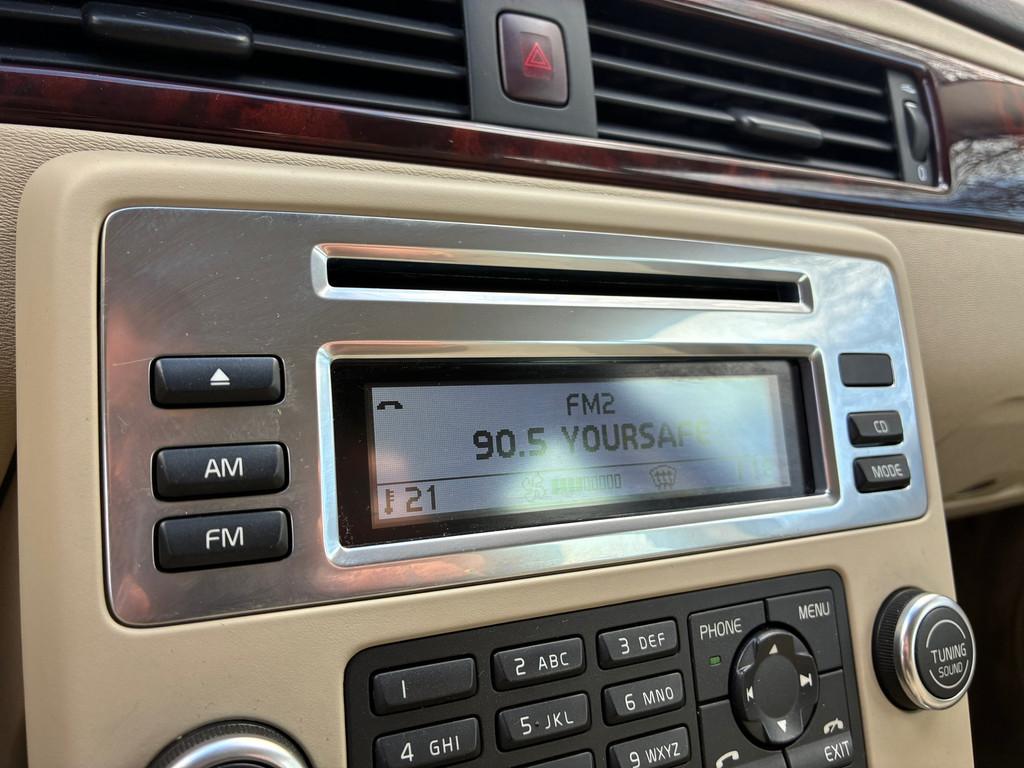 0
FM2
90.5 YOURSAFE
21
AM
FM
CD
MODE
PHONE
MENU
1
2 ABC
3 DEF
4 GHI
5 JKL
6 MNO
9 WXYZ
EXIT
TUNING
SOUND